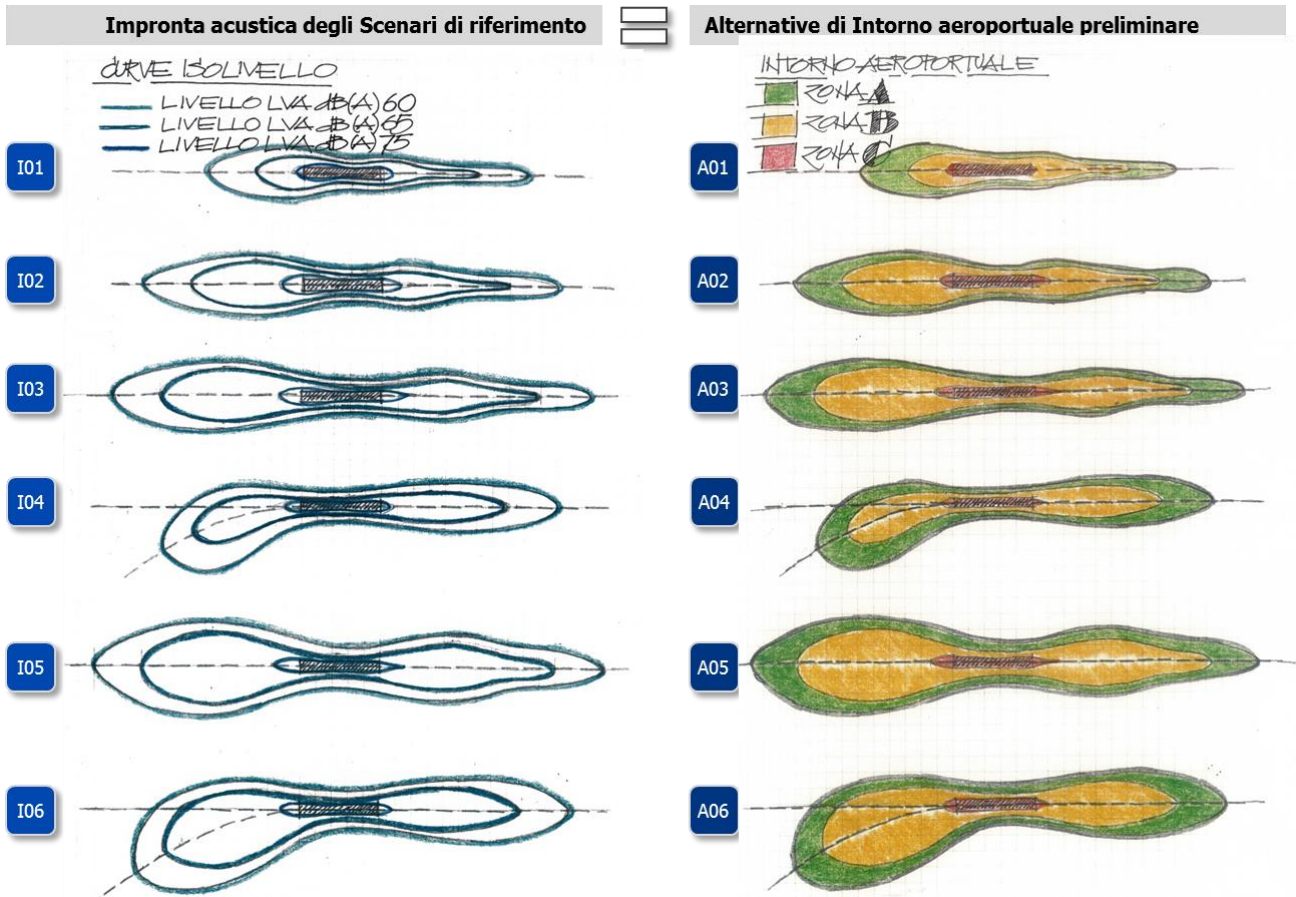 Impronta acustica degli Scenari di riferimento
Alternative di Intorno aeroportuale preliminare
CURVE ISOLIVELLO
LIVELLO LVA dB(A) 60
LIVELLO LVA dB(A) 65
LIVELLO LVA dB(A) 75
INTORNO AEROPORTUALE
ZONA A
ZONA B
ZONA C
I01
A01
I02
A02
I03
A03
I04
A04
I05
A05
I06
A06